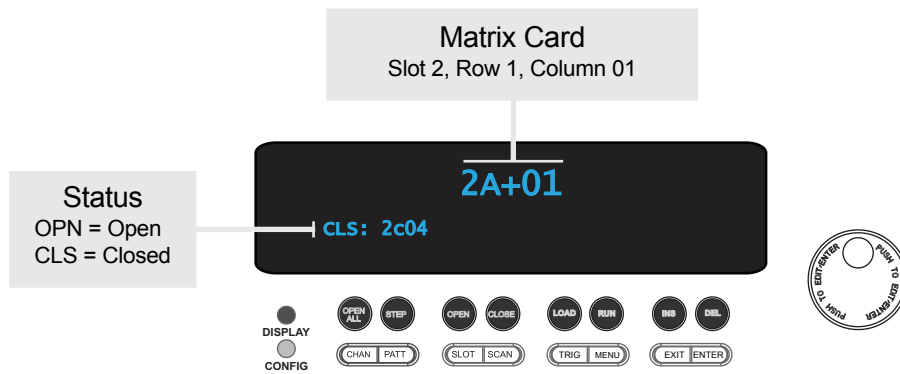 Matrix Card
Slot 2, Row 1, Column 01
2A+01
Status
OPN = Open
CLS = Closed
CLS: 2c04
OPEN ALL
STEP
OPEN
CLOSE
LOAD
RUN
INS
DEL
DISPLAY
CONFIG
CHAN
PATT
SLOT
SCAN
TRIG
MENU
EXIT
ENTER
PUSH TO EDIT/ENTER
PUSH TO EDIT/ENTER